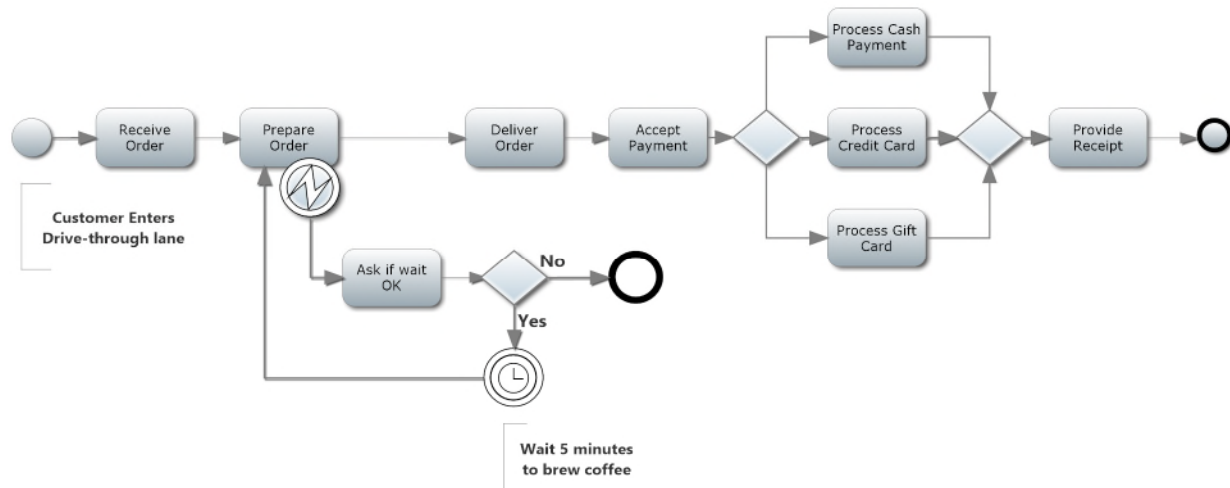 Process Cash
Payment
Receive
Order
Prepare
Order
Deliver
Order
Accept
Payment
Process
Credit Card
Provide
Receipt
Customer Enters
Drive-through lane
Process Gift
Card
Ask if wait
OK
No
Yes
Wait 5 minutes
to brew coffee